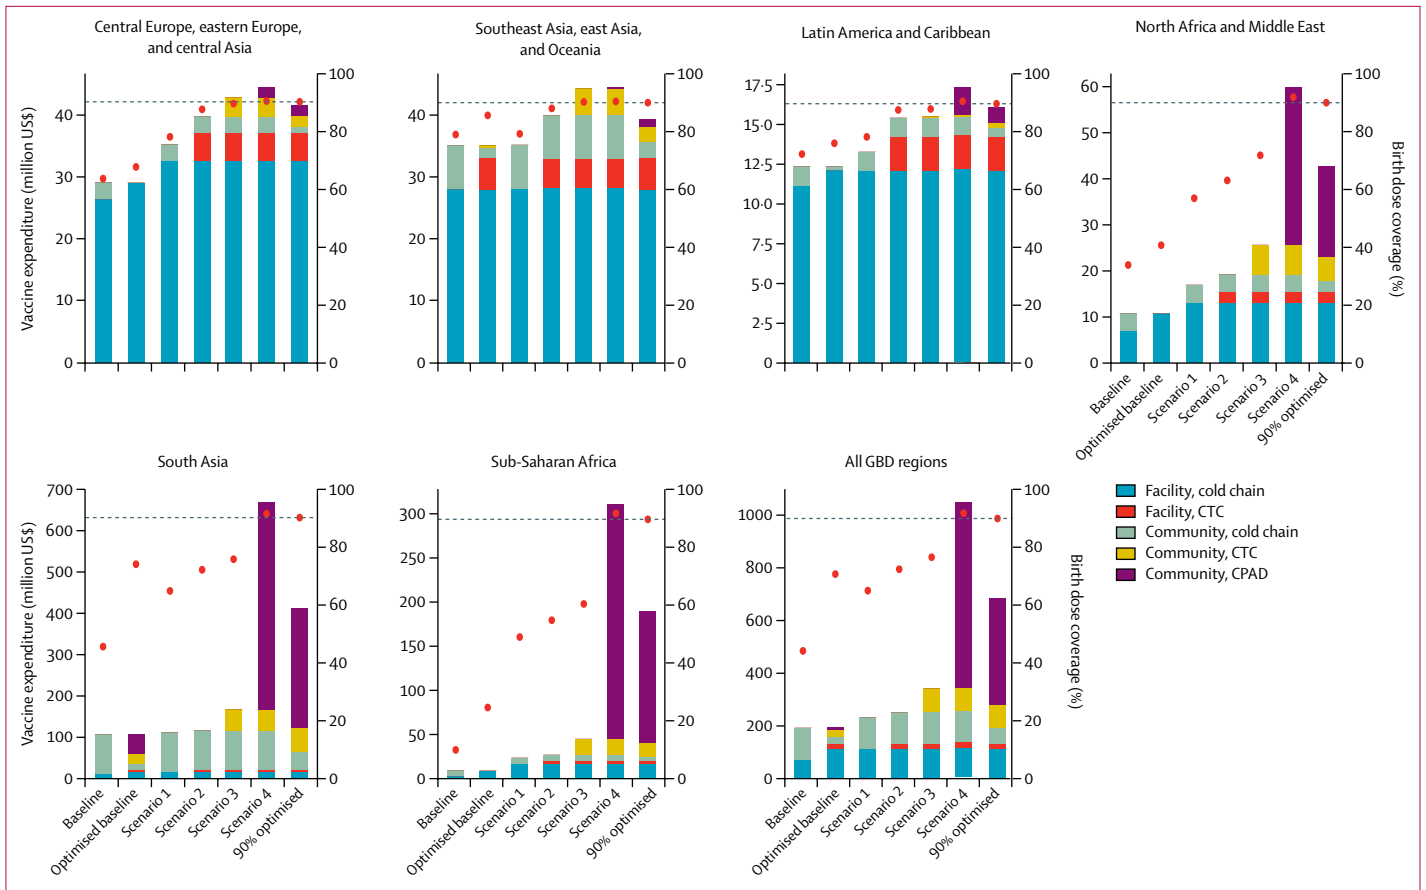 Central Europe, eastern Europe,
and central Asia
Southeast Asia, east Asia,
and Oceania
Latin America and Caribbean
North Africa and Middle East
Vaccine expenditure (million US$)
40
30
20
10
0
100
80
60
40
20
0
40
30
20
10
0
100
80
60
40
20
0
17·5
15·0
12·5
10·0
7·5
5·0
2·5
0
100
80
60
40
20
0
60
50
40
30
20
10
0
100
80
60
40
20
0
Birth dose coverage (%)
Baseline
Optimised baseline
Scenario 1
Scenario 2
Scenario 3
Scenario 4
90% optimised
South Asia
Sub-Saharan Africa
All GBD regions
Vaccine expenditure (million US$)
700
600
500
400
300
200
100
0
100
80
60
40
20
0
Baseline
Optimised baseline
Scenario 1
Scenario 2
Scenario 3
Scenario 4
90% optimised
300
250
200
150
100
50
0
100
80
60
40
20
0
Baseline
Optimised baseline
Scenario 1
Scenario 2
Scenario 3
Scenario 4
90% optimised
1000
800
600
400
200
0
100
80
60
40
20
0
Baseline
Optimised baseline
Scenario 1
Scenario 2
Scenario 3
Scenario 4
90% optimised
Birth dose coverage (%)
Facility, cold chain
Facility, CTC
Community, cold chain
Community, CTC
Community, CPAD